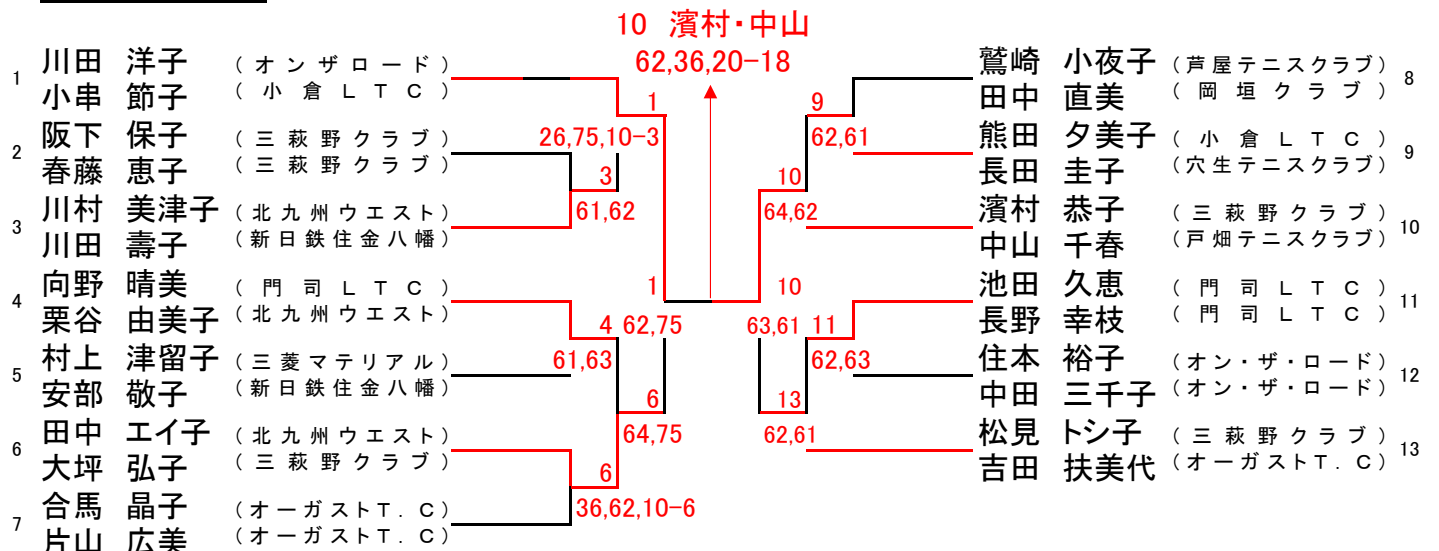 10 濱村・中山
62,36,20-18
1 川田 洋子 (オンザロード)
小串 節子 (小倉LTC)
2 阪下 保子 (三萩野クラブ)
春藤 恵子 (三萩野クラブ)
3 川村 美津子 (北九州ウエスト)
川田 壽子 (新日鉄住金八幡)
4 向野 晴美 (門司LTC)
栗谷 由美子 (北九州ウエスト)
5 村上 津留子 (三菱マテリアル)
安部 敬子 (新日鉄住金八幡)
6 田中 エイ子 (北九州ウエスト)
大坪 弘子 (三萩野クラブ)
7 合馬 晶子 (オーガストT.C)
片山 広美 (オーガストT.C)
1
26,75,10-3
3
61,62
1
4 62,75
61,63
6
64,75
6
36,62,10-6
9
62,61
10
64,62
10
63,61 11
62,63
13
62,61
鷲崎 小夜子 (芦屋テニスクラブ) 8
田中 直美 (岡垣クラブ)
熊田 夕美子 (小倉LTC) 9
長田 圭子 (穴生テニスクラブ)
濱村 恭子 (三萩野クラブ) 10
中山 千春 (戸畑テニスクラブ)
池田 久恵 (門司LTC) 11
長野 幸枝 (門司LTC)
住本 裕子 (オン・ザ・ロード) 12
中田 三千子 (オン・ザ・ロード)
松見 トシ子 (三萩野クラブ) 13
吉田 扶美代 (オーガストT.C)